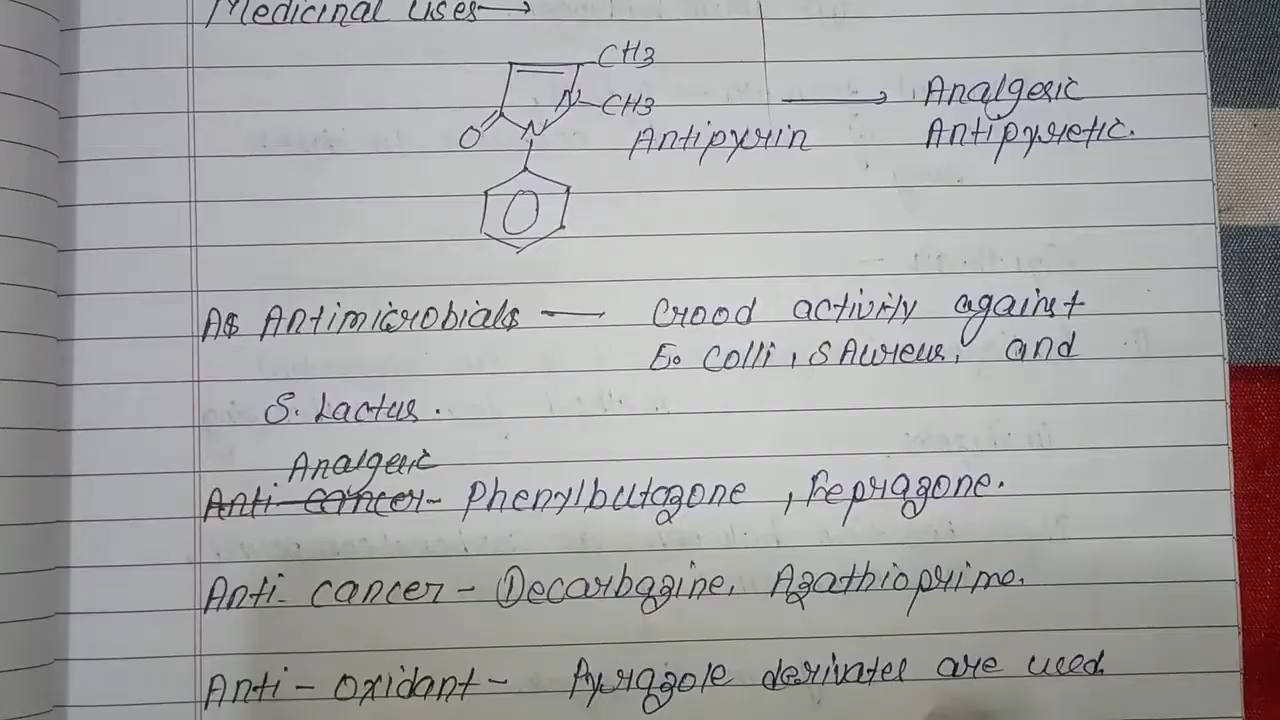 Medicinal uses →
CH3
N-CH3
O
N
Antipyrin → Analgesic
Antipyretic.
As Antimicrobials — Good activity against
E. Colli, S Aureus, and
S. Lactus.
Analgesic
Anti cancer- Phenylbutazone, Feprazone.
Anti- cancer - Decarbazine, Azathioprime.
Anti-oxidant- Pyrazole derivates are used